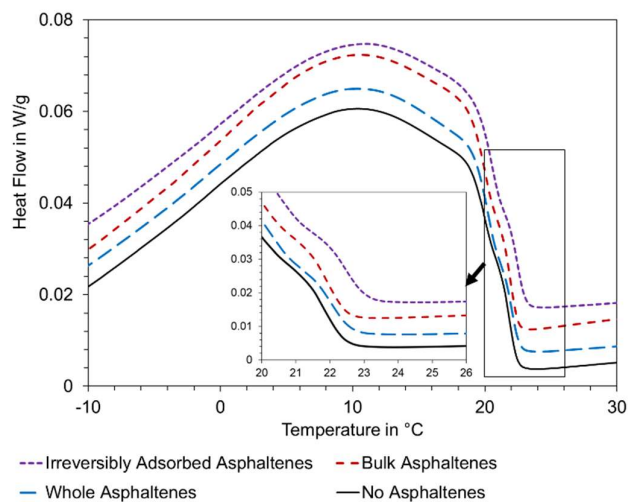 0.08
0.06
0.04
0.02
0
Heat Flow in W/g
0.05
0.04
0.03
0.02
0.01
0
20 21 22 23 24 25 26
-10 0 10 20 30
Temperature in °C
Irreversibly Adsorbed Asphaltenes Bulk Asphaltenes
Whole Asphaltenes No Asphaltenes